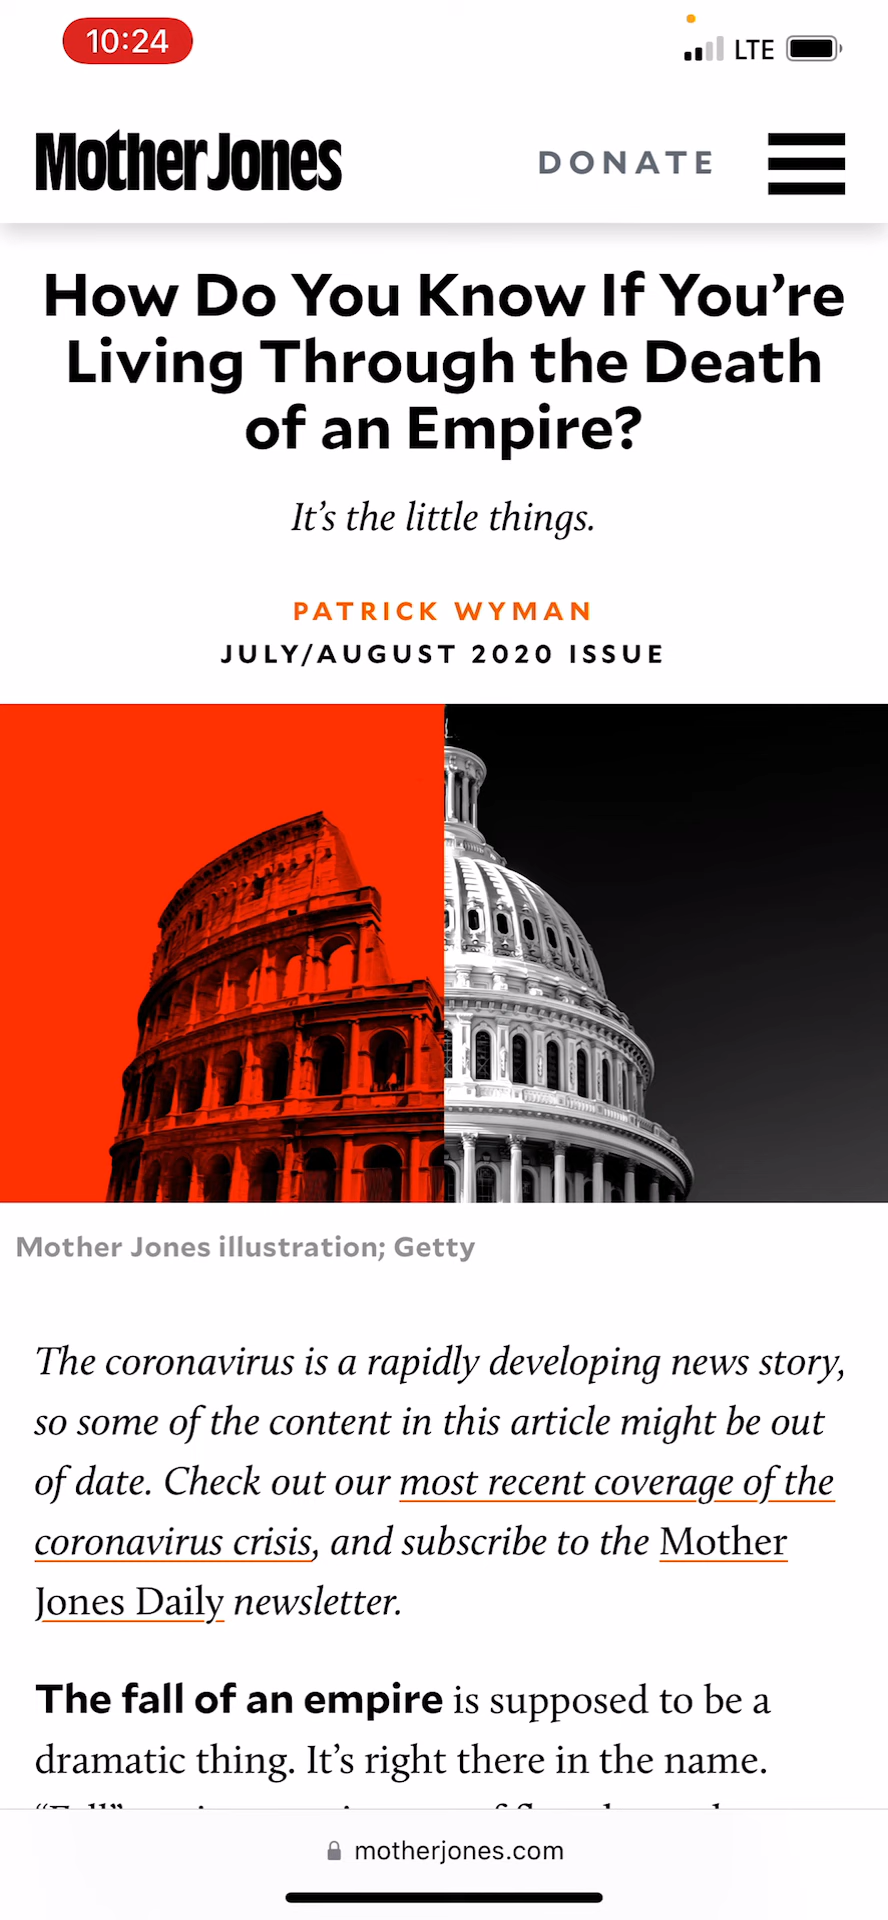 10:24
LTE
Mother Jones
DONATE
How Do You Know If You’re
Living Through the Death
of an Empire?
It’s the little things.
PATRICK WYMAN
JULY/AUGUST 2020 ISSUE
Mother Jones illustration; Getty
The coronavirus is a rapidly developing news story,
so some of the content in this article might be out
of date. Check out our most recent coverage of the
coronavirus crisis, and subscribe to the Mother
Jones Daily newsletter.
The fall of an empire is supposed to be a
dramatic thing. It’s right there in the name.
motherjones.com